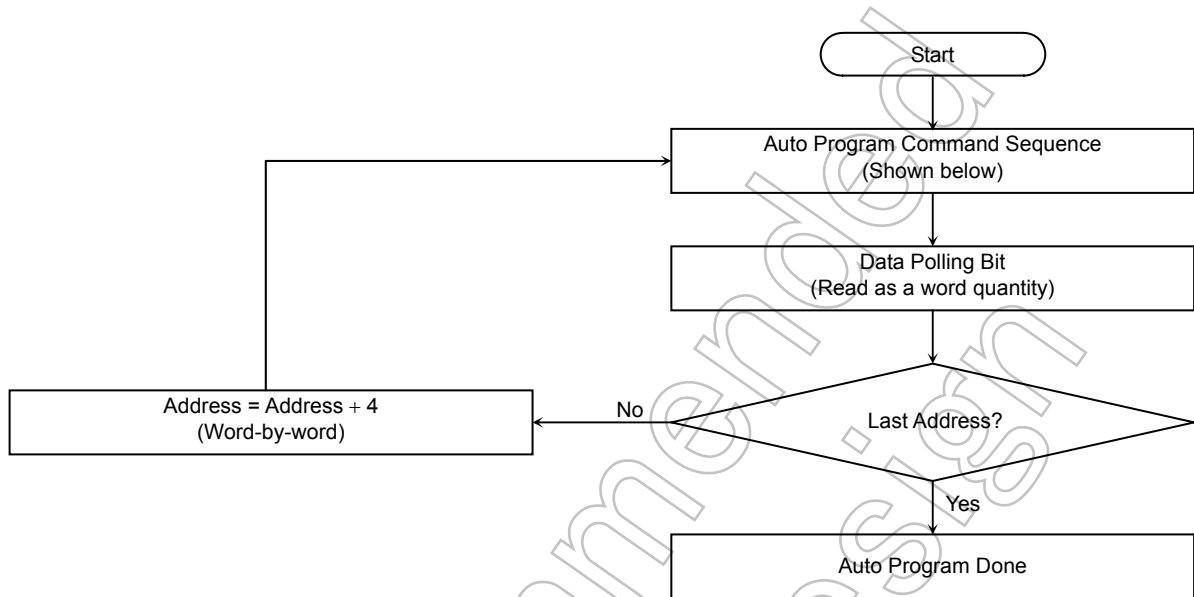 Start
Auto Program Command Sequence
(Shown below)
Data Polling Bit
(Read as a word quantity)
Address = Address + 4
(Word-by-word)
No
Last Address?
Yes
Auto Program Done